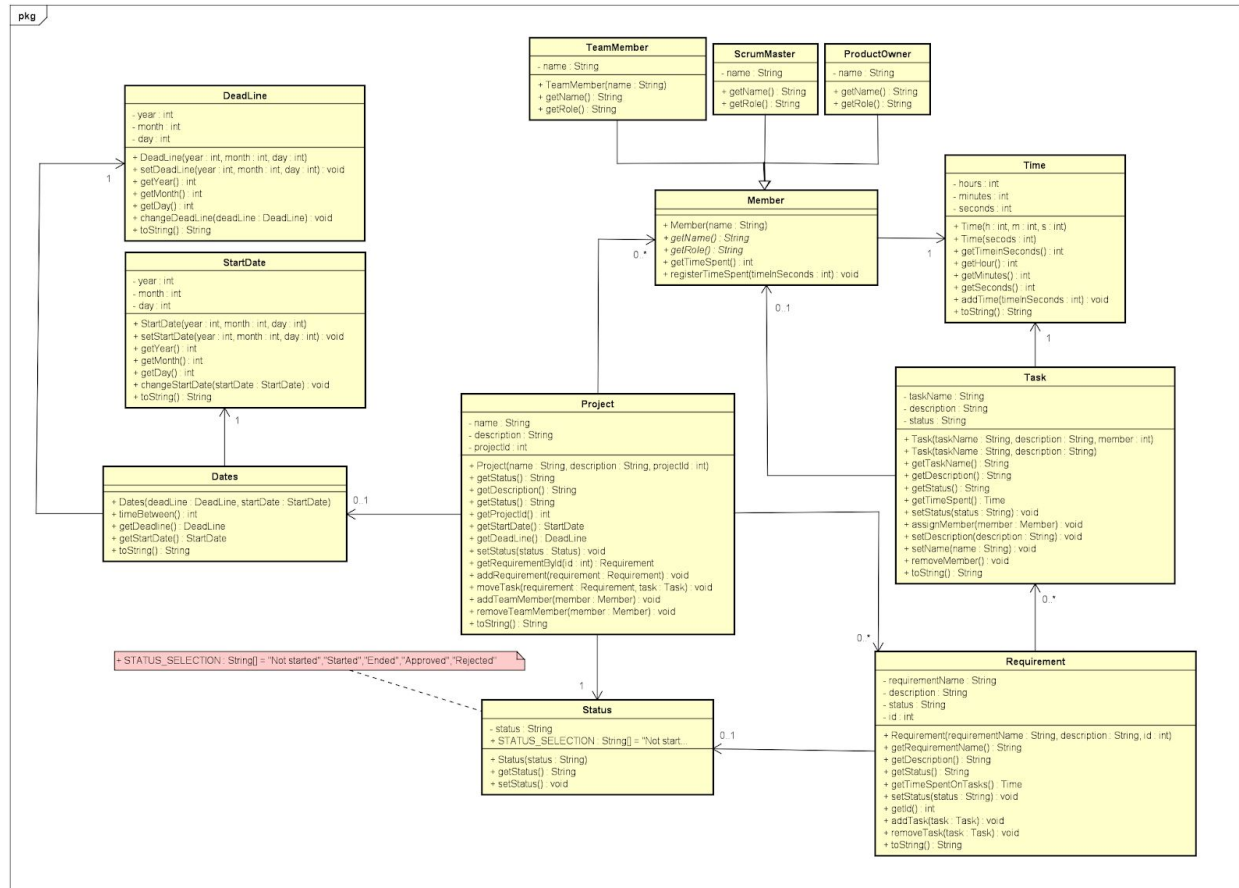 pkg
TeamMember
- name : String
+ TeamMember(name : String)
+ getName() : String
+ getRole() : String
ScrumMaster
- name : String
+ getName() : String
+ getRole() : String
ProductOwner
- name : String
+ getName() : String
+ getRole() : String
DeadLine
- year : int
- month : int
- day : int
+ DeadLine(year : int, month : int, day : int)
+ setDeadLine(year : int, month : int, day : int) : void
+ getYear() : int
+ getMonth() : int
+ getDay() : int
+ changeDeadLine(deadLine : DeadLine) : void
+ toString() : String
1
Member
+ Member(name : String)
+ getName() : String
+ getRole() : String
+ getTimeSpent() : int
+ registerTimeSpent(timeInSeconds : int) : void
0..*
0..1
1
Time
- hours : int
- minutes : int
- seconds : int
+ Time(h : int, m : int, s : int)
+ Time(secods : int)
+ getTimeinSeconds() : int
+ getHour() : int
+ getMinutes() : int
+ getSeconds() : int
+ addTime(timeInSeconds : int) : void
+ toString() : String
1
StartDate
- year : int
- month : int
- day : int
+ StartDate(year : int, month : int, day : int)
+ setStartDate(year : int, month : int, day : int) : void
+ getYear() : int
+ getMonth() : int
+ getDay() : int
+ changeStartDate(startDate : StartDate) : void
+ toString() : String
1
Task
- taskName : String
- description : String
- status : String
+ Task(taskName : String, description : String, member : int)
+ Task(taskName : String, description : String)
+ getTaskName() : String
+ getDescription() : String
+ getStatus() : String
+ getTimeSpent() : Time
+ setStatus(status : String) : void
+ assignMember(member : Member) : void
+ setDescription(description : String) : void
+ setName(name : String) : void
+ removeMember() : void
+ toString() : String
0..*
Project
- name : String
- description : String
- projectId : int
+ Project(name : String, description : String, projectId : int)
+ getStatus() : String
+ getDescription() : String
+ getStatus() : String
+ getProjectId() : int
+ getStartDate() : StartDate
+ getDeadLine() : DeadLine
+ setStatus(status : Status) : void
+ getRequirementById(id : int) : Requirement
+ addRequirement(requirement : Requirement) : void
+ moveTask(requirement : Requirement, task : Task) : void
+ addTeamMember(member : Member) : void
+ removeTeamMember(member : Member) : void
+ toString() : String
Dates
+ Dates(deadLine : DeadLine, startDate : StartDate)
+ timeBetween() : int
+ getDeadline() : DeadLine
+ getStartDate() : StartDate
+ toString() : String
0..1
0..*
+ STATUS_SELECTION : String[] = "Not started","Started","Ended","Approved","Rejected"
1
Status
- status : String
+ STATUS_SELECTION : String[] = "Not start...
+ Status(status : String)
+ getStatus() : String
+ setStatus() : void
0..1
Requirement
- requirementName : String
- description : String
- status : String
- id : int
+ Requirement(requirementName : String, description : String, id : int)
+ getRequirementName() : String
+ getDescription() : String
+ getStatus() : String
+ getTimeSpentOnTasks() : Time
+ setStatus(status : String) : void
+ getId() : int
+ addTask(task : Task) : void
+ removeTask(task : Task) : void
+ toString() : String